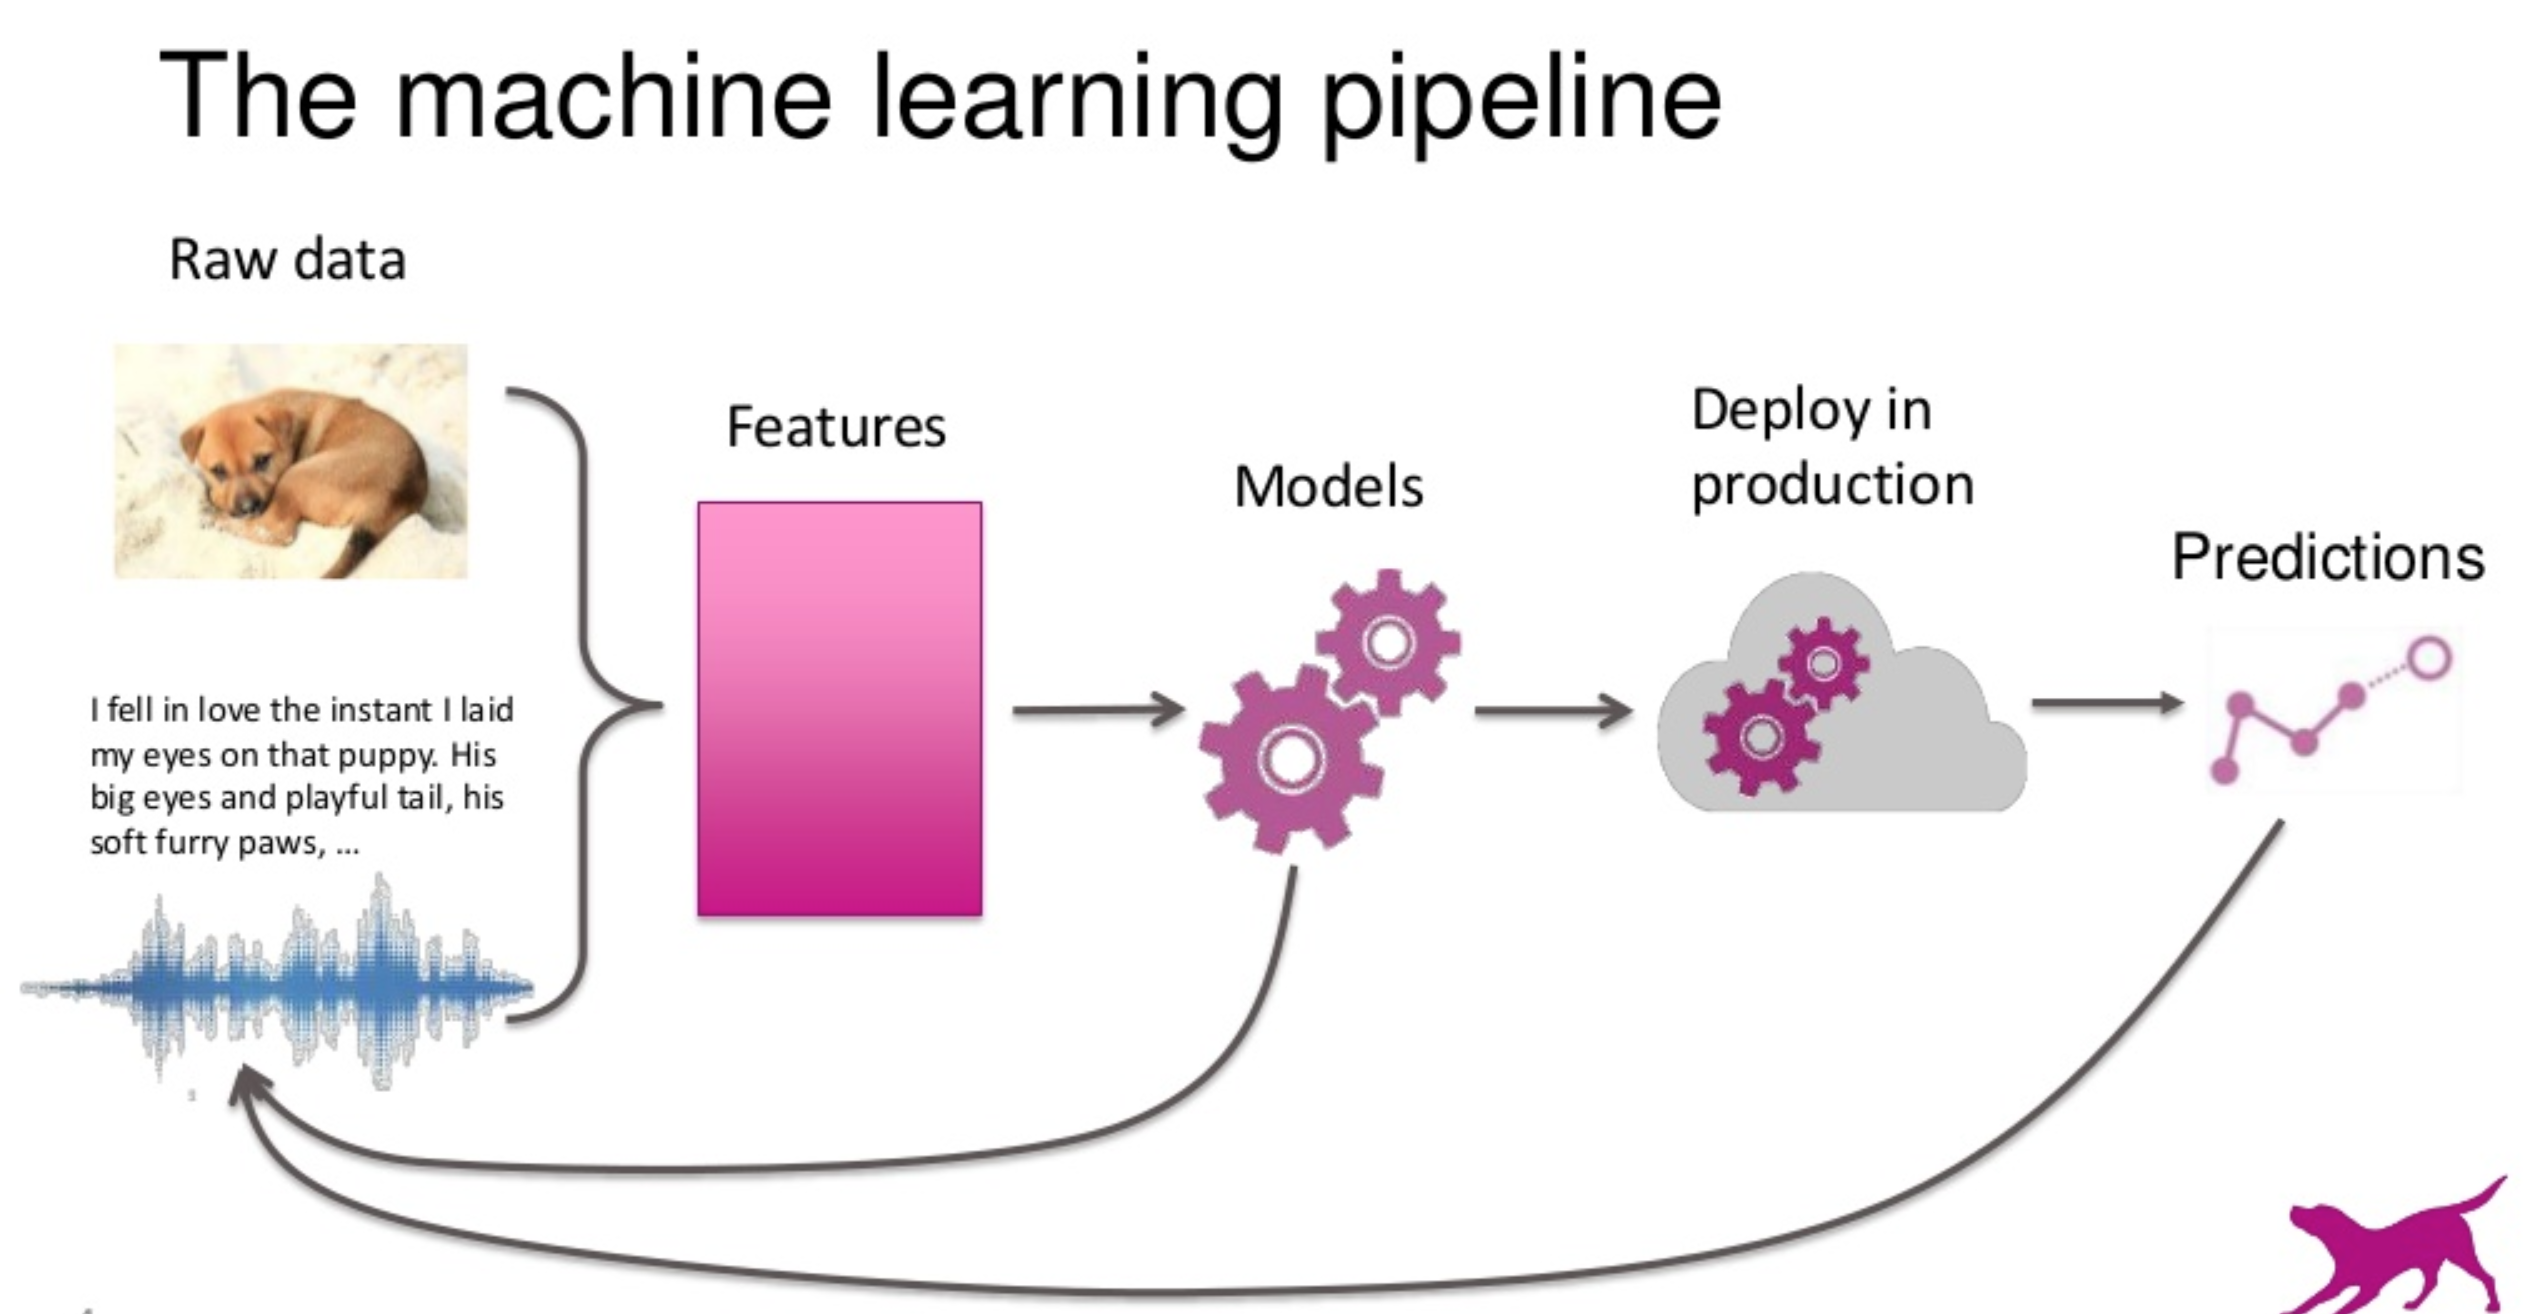 The machine learning pipeline
Raw data
Features
Models
Deploy in
production
Predictions
I fell in love the instant I laid
my eyes on that puppy. His
big eyes and playful tail, his
soft furry paws, ...
s